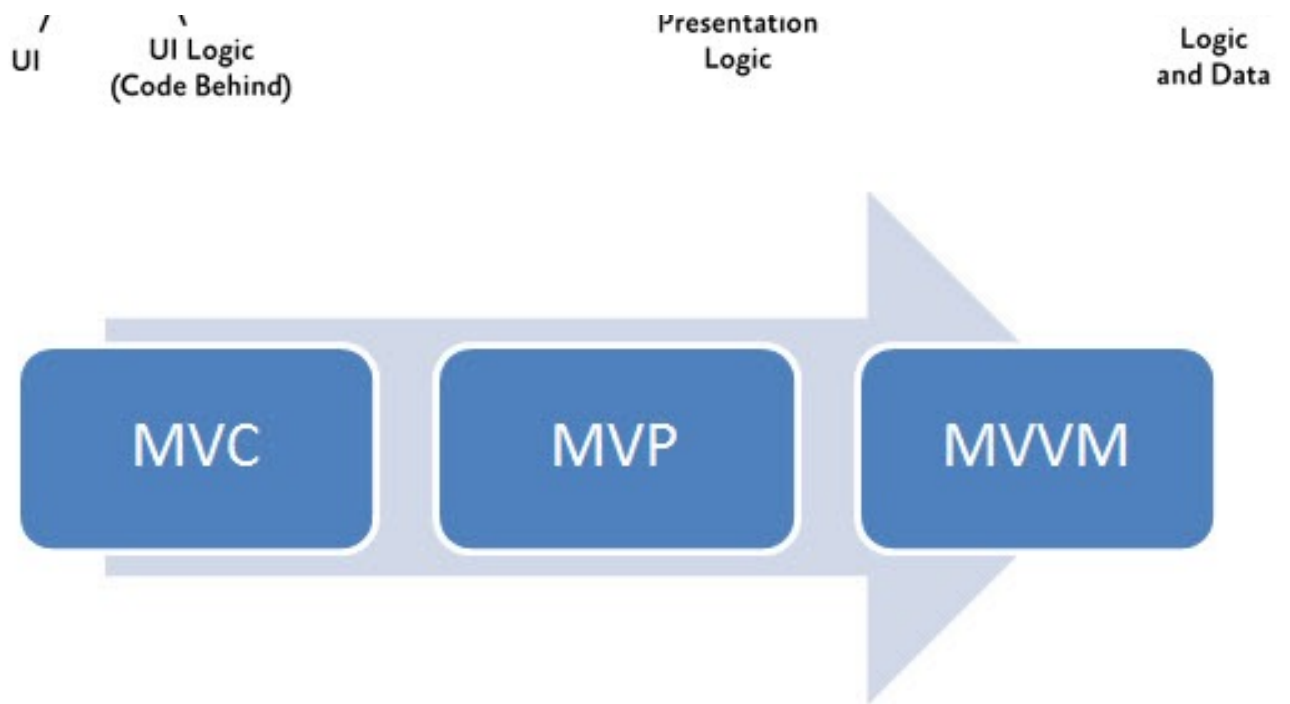 UI
UI Logic
(Code Behind)
Presentation
Logic
Logic
and Data
MVC
MVP
MVVM